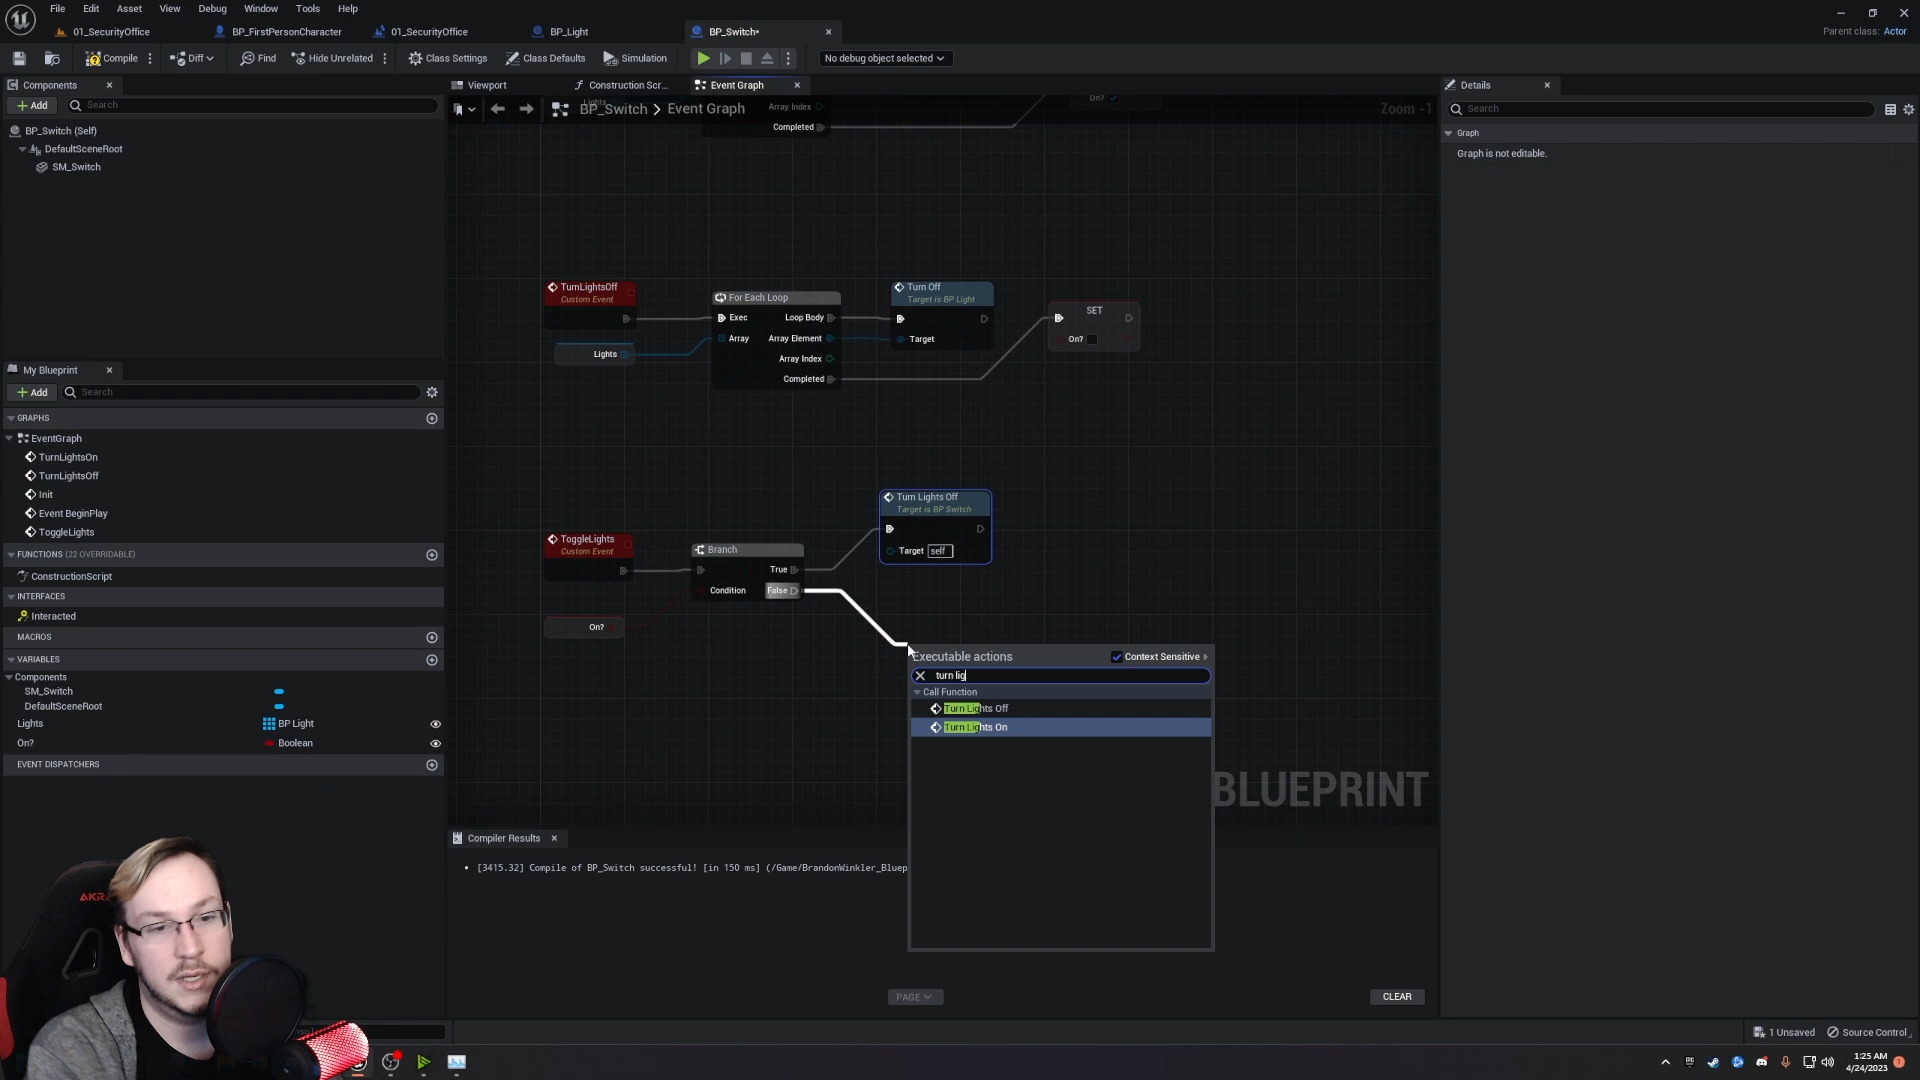 File Edit Asset View Debug Window Tools Help
01_SecurityOffice BP_FirstPersonCharacter 01_SecurityOffice BP_Light BP_Switch•
Parent class: Actor
Compile Diff Find Hide Unrelated Class Settings Class Defaults Simulation No debug object selected
Components
Add Search
BP_Switch (Self)
DefaultSceneRoot
SM_Switch
My Blueprint
Add Search
GRAPHS
EventGraph
TurnLightsOn
TurnLightsOff
Init
Event BeginPlay
ToggleLights
FUNCTIONS (22 OVERRIDABLE)
ConstructionScript
INTERFACES
Interacted
MACROS
VARIABLES
Components
SM_Switch
DefaultSceneRoot
Lights BP Light
On? Boolean
EVENT DISPATCHERS
Viewport Construction Scr... Event Graph
BP_Switch > Event Graph
Zoom -1
Lights
Array Index
On?
Completed
TurnLightsOff
Custom Event
Lights
For Each Loop
Exec Loop Body
Array Array Element
Array Index
Completed
Turn Off
Target is BP Light
Target
SET
On?
ToggleLights
Custom Event
On?
Branch
True
Condition False
Turn Lights Off
Target is BP Switch
Target self
Executable actions Context Sensitive
turn lig
Call Function
Turn Lights Off
Turn Lights On
BLUEPRINT
Compiler Results
[3415.32] Compile of BP_Switch successful! [in 150 ms] (/Game/BrandonWinkler_Bluep
PAGE
CLEAR
Details
Search
Graph
Graph is not editable.
AKRA
1 Unsaved Source Control
1:25 AM
4/24/2023